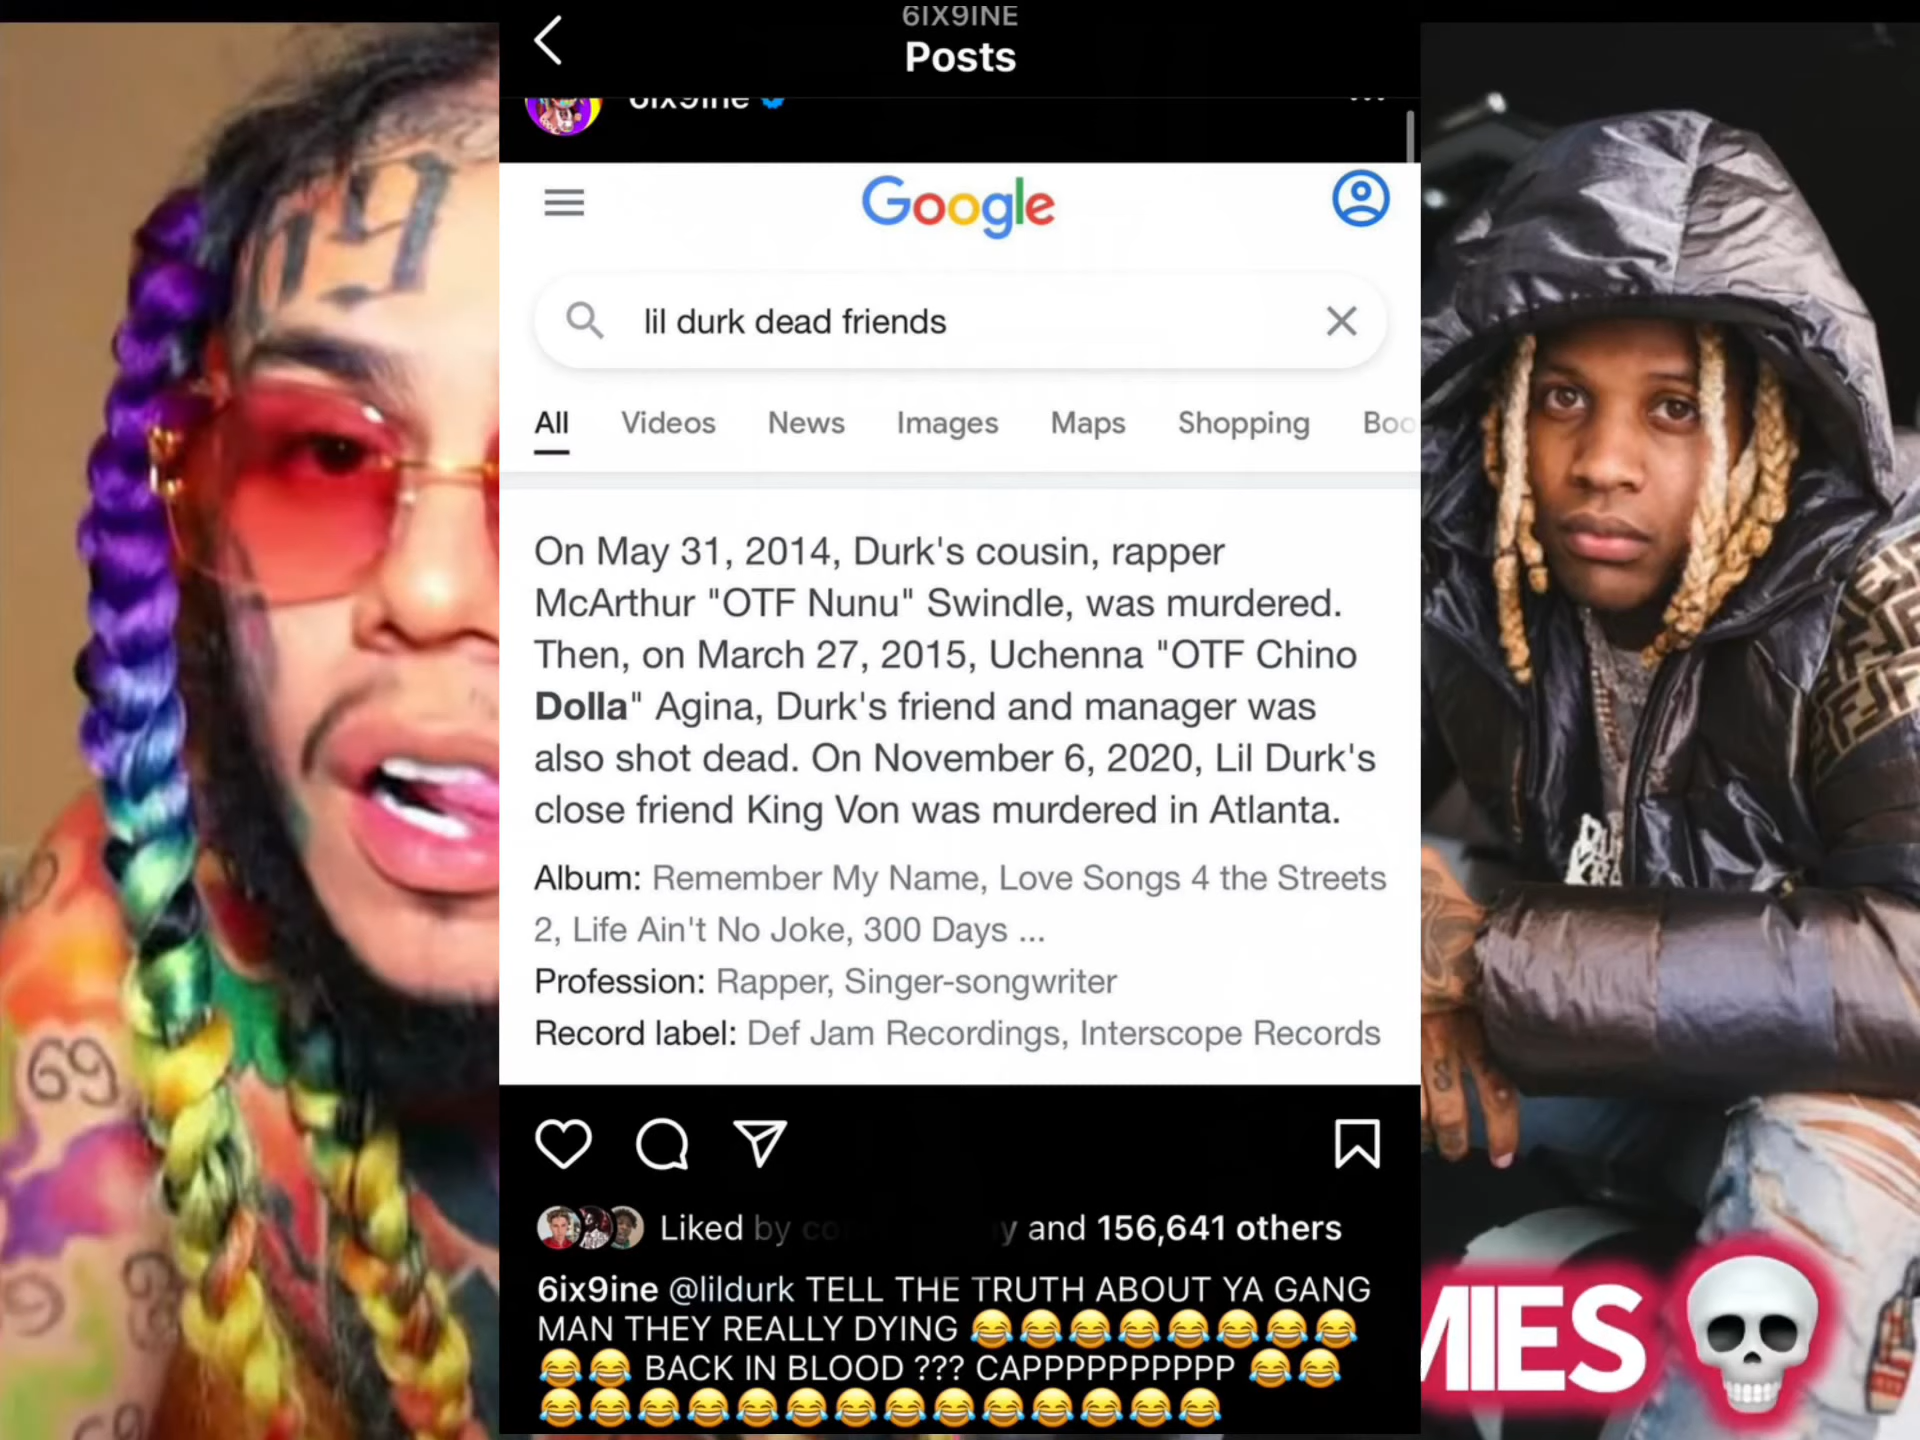 6IX9INE
Posts
6ix9ine
Google
lil durk dead friends
All Videos News Images Maps Shopping Boo
On May 31, 2014, Durk's cousin, rapper
McArthur "OTF Nunu" Swindle, was murdered.
Then, on March 27, 2015, Uchenna "OTF Chino
Dolla" Agina, Durk's friend and manager was
also shot dead. On November 6, 2020, Lil Durk's
close friend King Von was murdered in Atlanta.
Album: Remember My Name, Love Songs 4 the Streets
2, Life Ain't No Joke, 300 Days ...
Profession: Rapper, Singer-songwriter
Record label: Def Jam Recordings, Interscope Records
Liked by co y and 156,641 others
6ix9ine @lildurk TELL THE TRUTH ABOUT YA GANG
MAN THEY REALLY DYING 😂😂😂😂😂😂😂😂
😂😂 BACK IN BLOOD ??? CAPPPPPPPPPP 😂😂
😂😂😂😂😂😂😂😂😂😂😂😂😂😂
MIES 💀
69
69